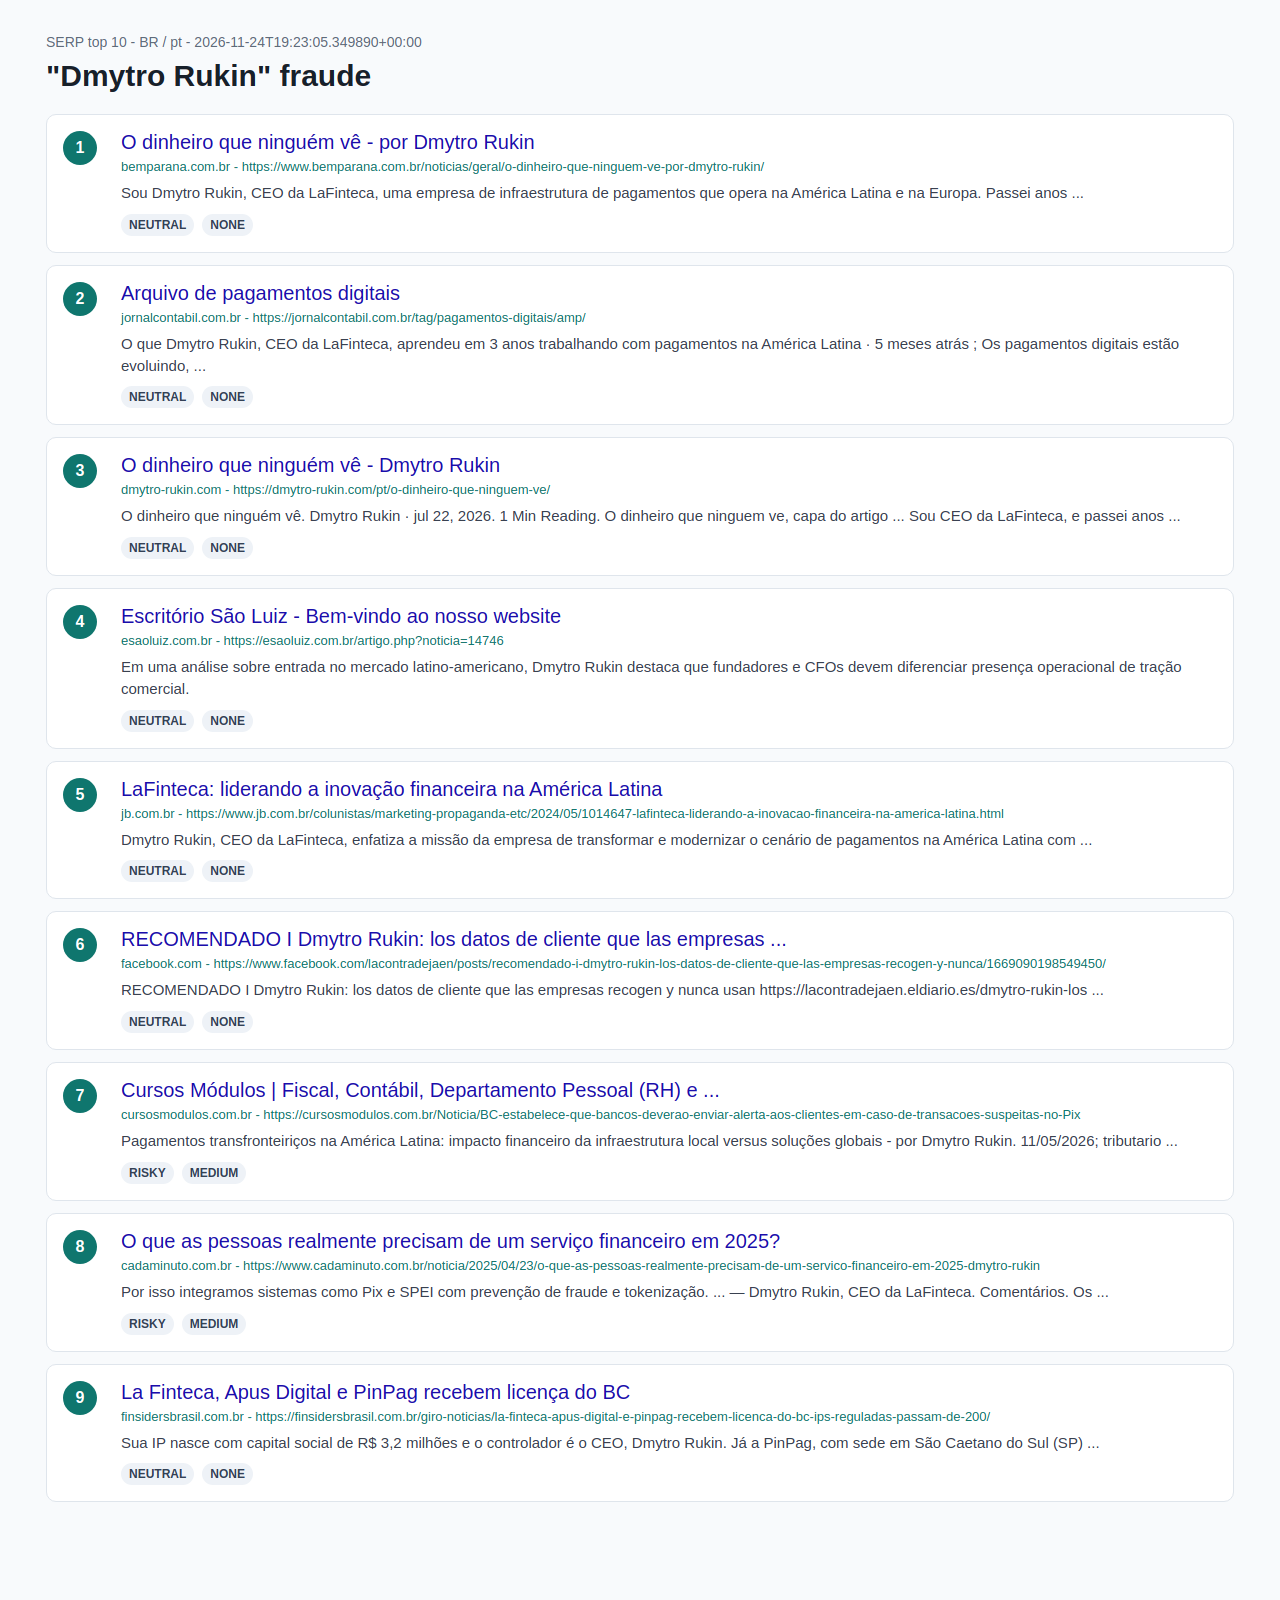 SERP top 10 - BR / pt - 2026-11-24T19:23:05.349890+00:00
"Dmytro Rukin" fraude
1
O dinheiro que ninguém vê - por Dmytro Rukin
bemparana.com.br - https://www.bemparana.com.br/noticias/geral/o-dinheiro-que-ninguem-ve-por-dmytro-rukin/
Sou Dmytro Rukin, CEO da LaFinteca, uma empresa de infraestrutura de pagamentos que opera na América Latina e na Europa. Passei anos ...
NEUTRAL NONE
2
Arquivo de pagamentos digitais
jornalcontabil.com.br - https://jornalcontabil.com.br/tag/pagamentos-digitais/amp/
O que Dmytro Rukin, CEO da LaFinteca, aprendeu em 3 anos trabalhando com pagamentos na América Latina · 5 meses atrás ; Os pagamentos digitais estão
evoluindo, ...
NEUTRAL NONE
3
O dinheiro que ninguém vê - Dmytro Rukin
dmytro-rukin.com - https://dmytro-rukin.com/pt/o-dinheiro-que-ninguem-ve/
O dinheiro que ninguém vê. Dmytro Rukin · jul 22, 2026. 1 Min Reading. O dinheiro que ninguem ve, capa do artigo ... Sou CEO da LaFinteca, e passei anos ...
NEUTRAL NONE
4
Escritório São Luiz - Bem-vindo ao nosso website
esaoluiz.com.br - https://esaoluiz.com.br/artigo.php?noticia=14746
Em uma análise sobre entrada no mercado latino-americano, Dmytro Rukin destaca que fundadores e CFOs devem diferenciar presença operacional de tração
comercial.
NEUTRAL NONE
5
LaFinteca: liderando a inovação financeira na América Latina
jb.com.br - https://www.jb.com.br/colunistas/marketing-propaganda-etc/2024/05/1014647-lafinteca-liderando-a-inovacao-financeira-na-america-latina.html
Dmytro Rukin, CEO da LaFinteca, enfatiza a missão da empresa de transformar e modernizar o cenário de pagamentos na América Latina com ...
NEUTRAL NONE
6
RECOMENDADO I Dmytro Rukin: los datos de cliente que las empresas ...
facebook.com - https://www.facebook.com/lacontradejaen/posts/recomendado-i-dmytro-rukin-los-datos-de-cliente-que-las-empresas-recogen-y-nunca/1669090198549450/
RECOMENDADO I Dmytro Rukin: los datos de cliente que las empresas recogen y nunca usan https://lacontradejaen.eldiario.es/dmytro-rukin-los ...
NEUTRAL NONE
7
Cursos Módulos | Fiscal, Contábil, Departamento Pessoal (RH) e ...
cursosmodulos.com.br - https://cursosmodulos.com.br/Noticia/BC-estabelece-que-bancos-deverao-enviar-alerta-aos-clientes-em-caso-de-transacoes-suspeitas-no-Pix
Pagamentos transfronteiriços na América Latina: impacto financeiro da infraestrutura local versus soluções globais - por Dmytro Rukin. 11/05/2026; tributario ...
RISKY MEDIUM
8
O que as pessoas realmente precisam de um serviço financeiro em 2025?
cadaminuto.com.br - https://www.cadaminuto.com.br/noticia/2025/04/23/o-que-as-pessoas-realmente-precisam-de-um-servico-financeiro-em-2025-dmytro-rukin
Por isso integramos sistemas como Pix e SPEI com prevenção de fraude e tokenização. ... — Dmytro Rukin, CEO da LaFinteca. Comentários. Os ...
RISKY MEDIUM
9
La Finteca, Apus Digital e PinPag recebem licença do BC
finsidersbrasil.com.br - https://finsidersbrasil.com.br/giro-noticias/la-finteca-apus-digital-e-pinpag-recebem-licenca-do-bc-ips-reguladas-passam-de-200/
Sua IP nasce com capital social de R$ 3,2 milhões e o controlador é o CEO, Dmytro Rukin. Já a PinPag, com sede em São Caetano do Sul (SP) ...
NEUTRAL NONE